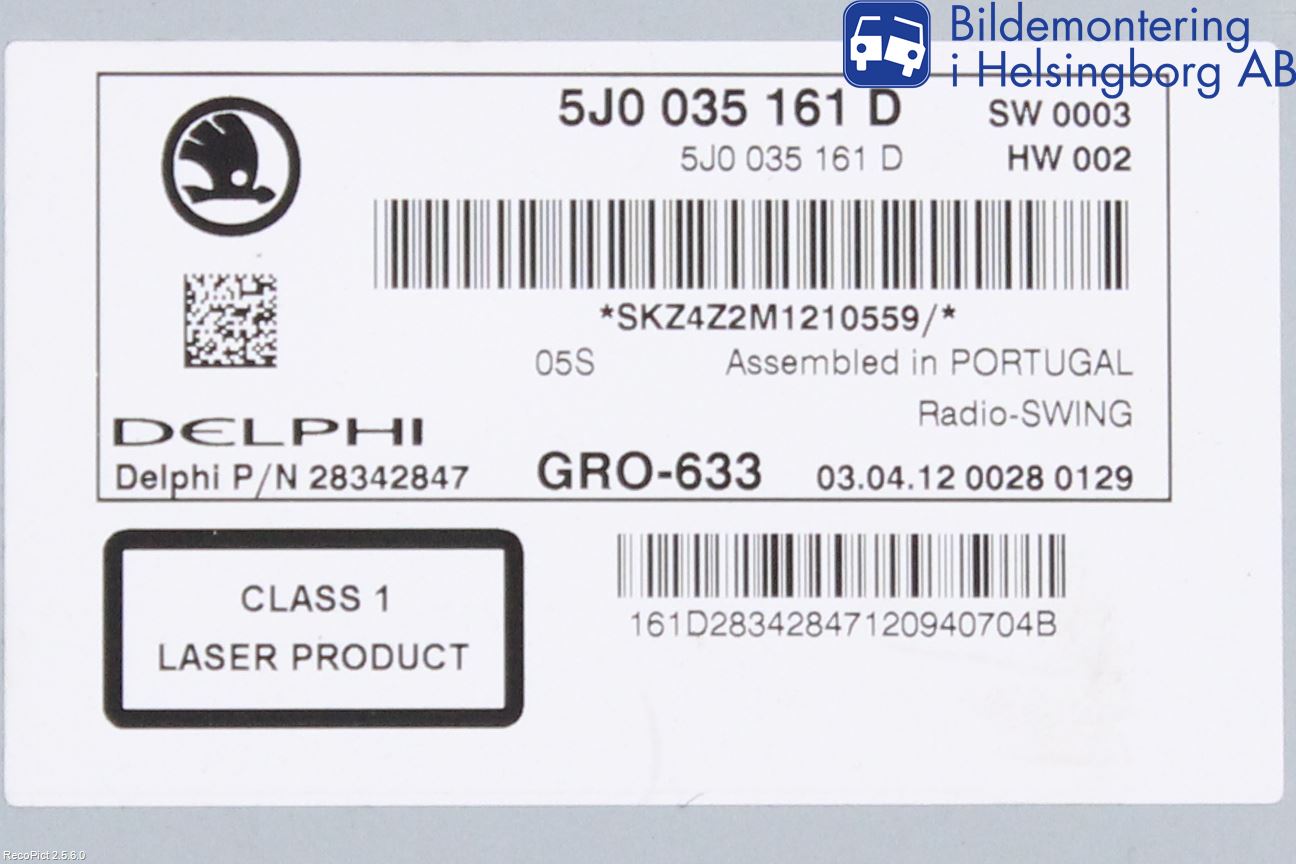 Bildemontering
i Helsingborg AB
5J0 035 161 D SW 0003
5J0 035 161 D HW 002
*SKZ4Z2M1210559/*
05S Assembled in PORTUGAL
Radio-SWING
DELPHI
Delphi P/N 28342847 GRO-633 03.04.12 0028 0129
CLASS 1
LASER PRODUCT
161D28342847120940704B
RecoPict 2.5.6.0